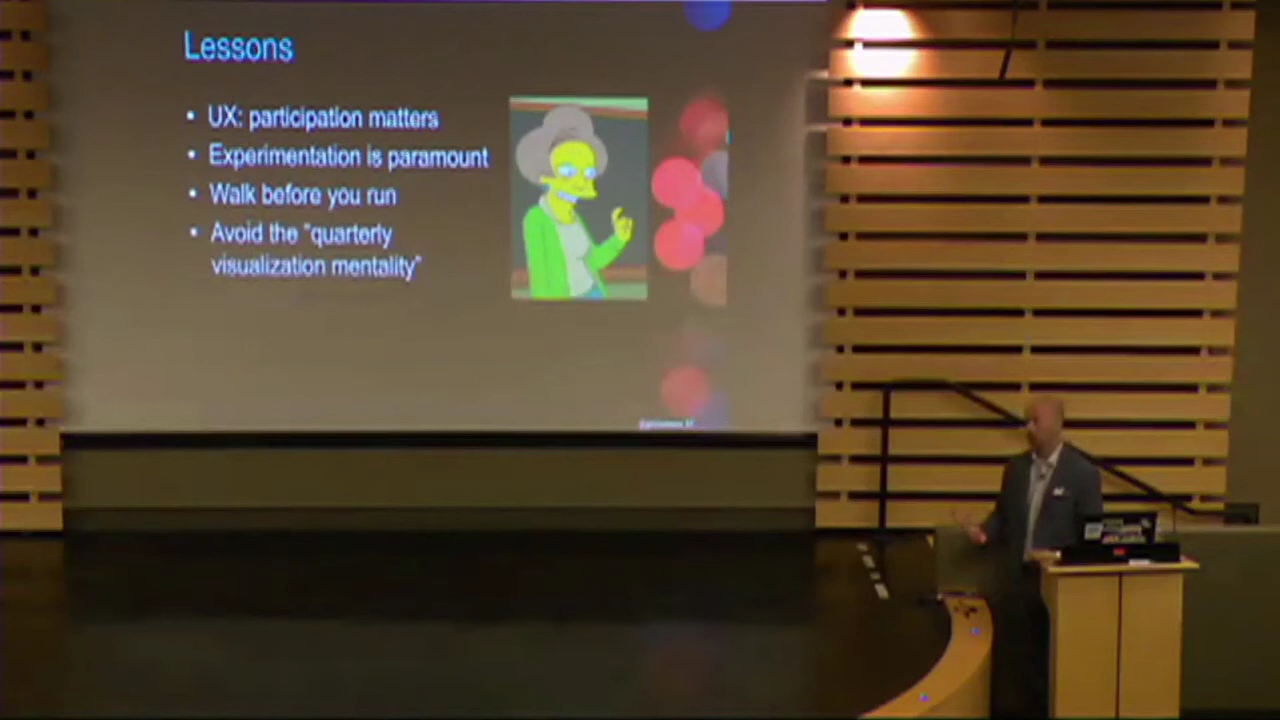 Lessons
• UX: participation matters
• Experimentation is paramount
• Walk before you run
• Avoid the "quarterly
visualization mentality"